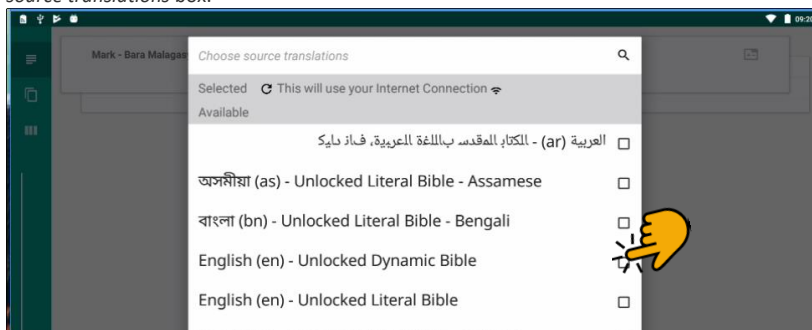 source translations box.
09:20
Mark - Bara Malagas
Choose source translations
Selected This will use your Internet Connection
Available
العربية (ar) - الكتاب المقدس باللغة العربية، فان دايك
অসমীয়া (as) - Unlocked Literal Bible - Assamese
বাংলা (bn) - Unlocked Literal Bible - Bengali
English (en) - Unlocked Dynamic Bible
English (en) - Unlocked Literal Bible